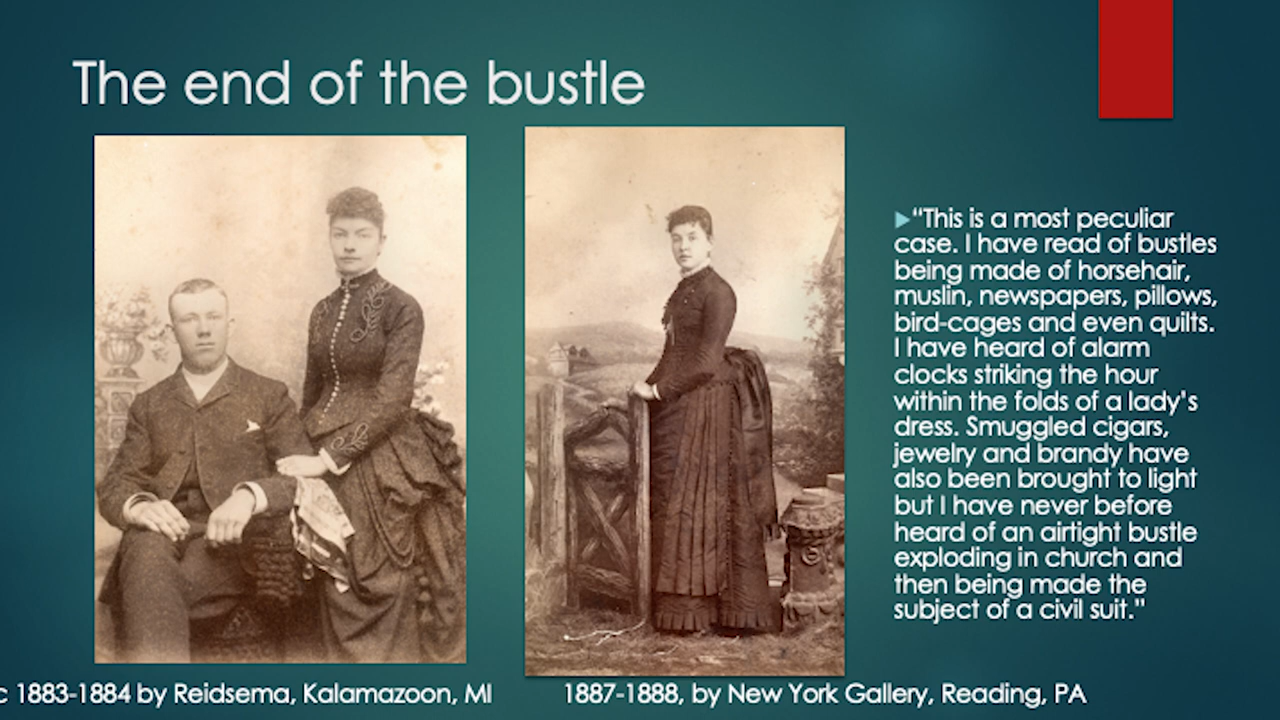 The end of the bustle
“This is a most peculiar
case. I have read of bustles
being made of horsehair,
muslin, newspapers, pillows,
bird-cages and even quilts.
I have heard of alarm
clocks striking the hour
within the folds of a lady’s
dress. Smuggled cigars,
jewelry and brandy have
also been brought to light
but I have never before
heard of an airtight bustle
exploding in church and
then being made the
subject of a civil suit.”
c 1883-1884 by Reidsema, Kalamazoon, MI
1887-1888, by New York Gallery, Reading, PA